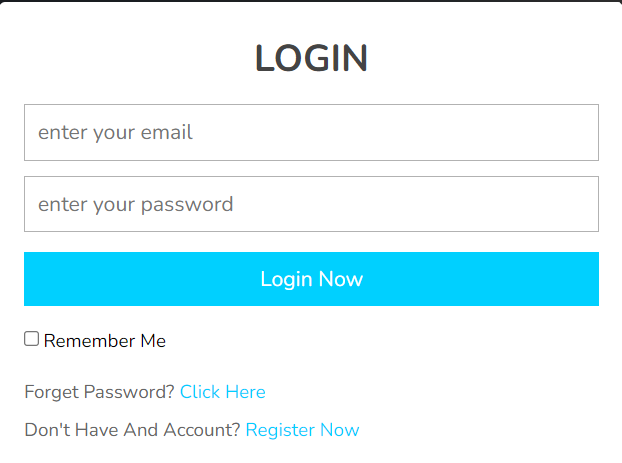 LOGIN
enter your email
enter your password
Login Now
Remember Me
Forget Password? Click Here
Don't Have And Account? Register Now